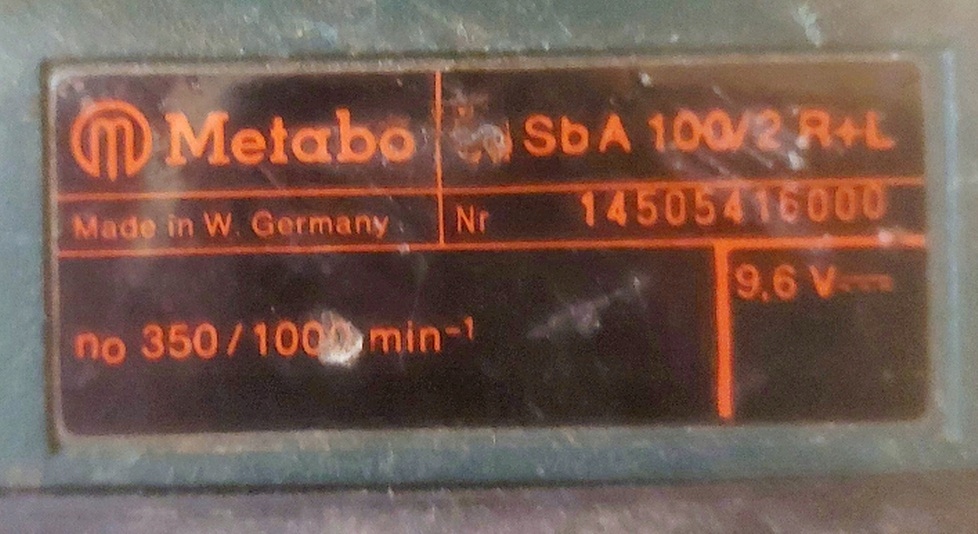 Metabo
SbA 100/2 R+L
Made in W. Germany
Nr 14505416000
9,6 V
no 350/1000 min-1